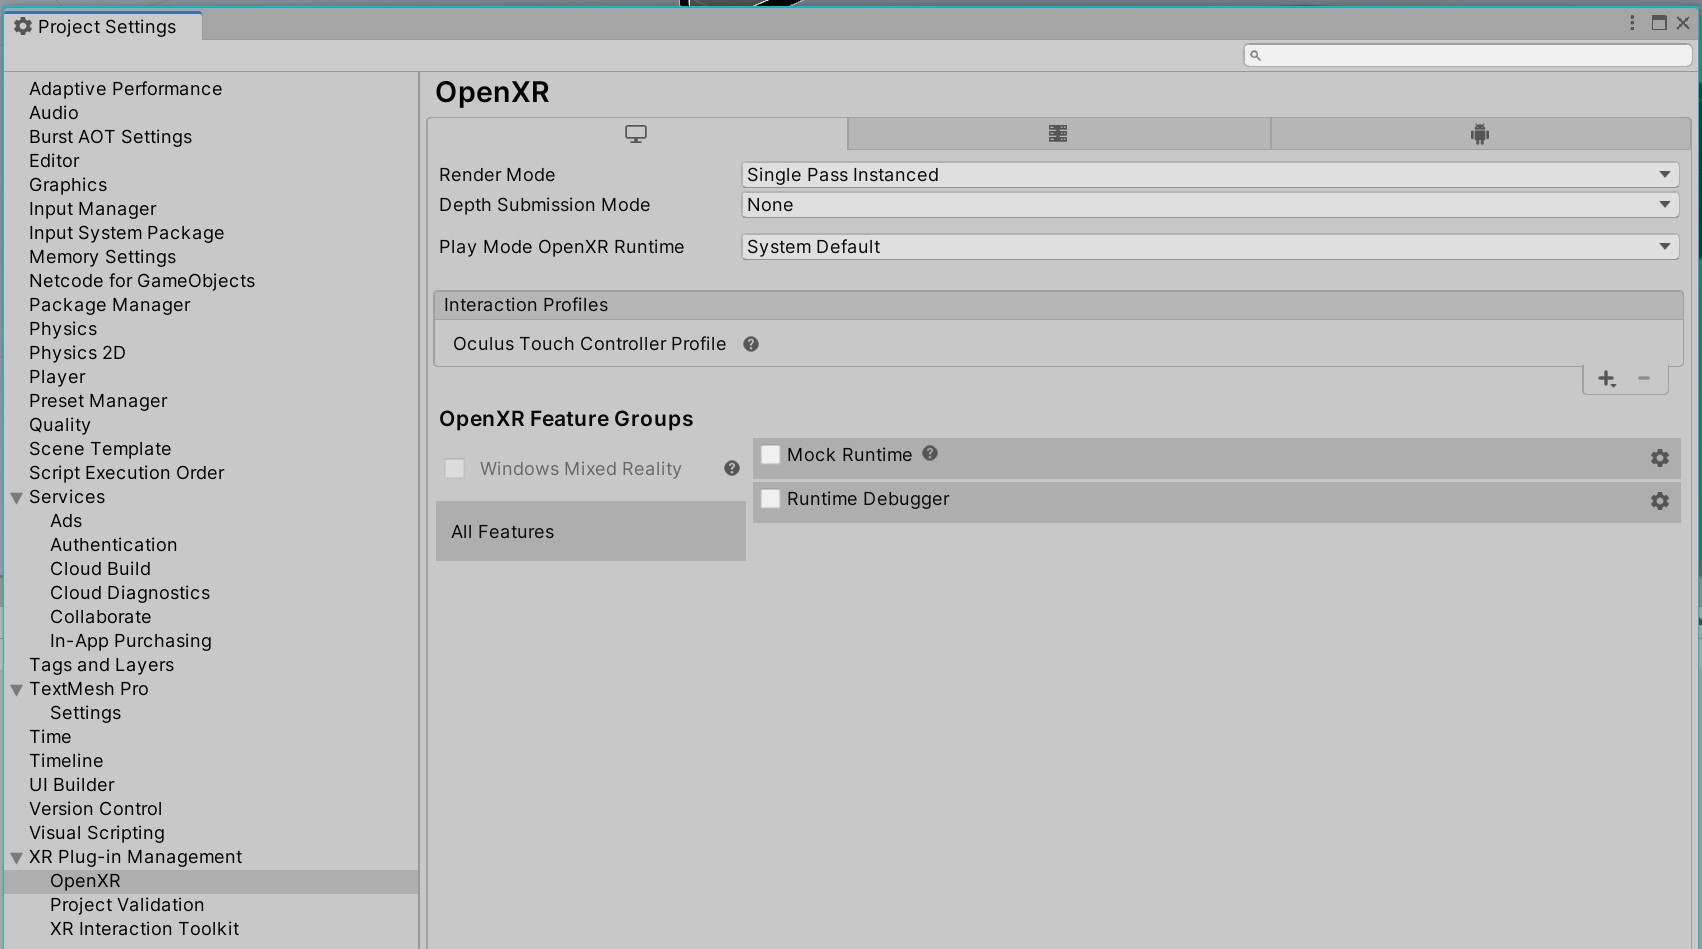 Project Settings
Adaptive Performance
Audio
Burst AOT Settings
Editor
Graphics
Input Manager
Input System Package
Memory Settings
Netcode for GameObjects
Package Manager
Physics
Physics 2D
Player
Preset Manager
Quality
Scene Template
Script Execution Order
Services
Ads
Authentication
Cloud Build
Cloud Diagnostics
Collaborate
In-App Purchasing
Tags and Layers
TextMesh Pro
Settings
Time
Timeline
UI Builder
Version Control
Visual Scripting
XR Plug-in Management
OpenXR
Project Validation
XR Interaction Toolkit
OpenXR
Render Mode Single Pass Instanced
Depth Submission Mode None
Play Mode OpenXR Runtime System Default
Interaction Profiles
Oculus Touch Controller Profile
OpenXR Feature Groups
Windows Mixed Reality
All Features
Mock Runtime
Runtime Debugger